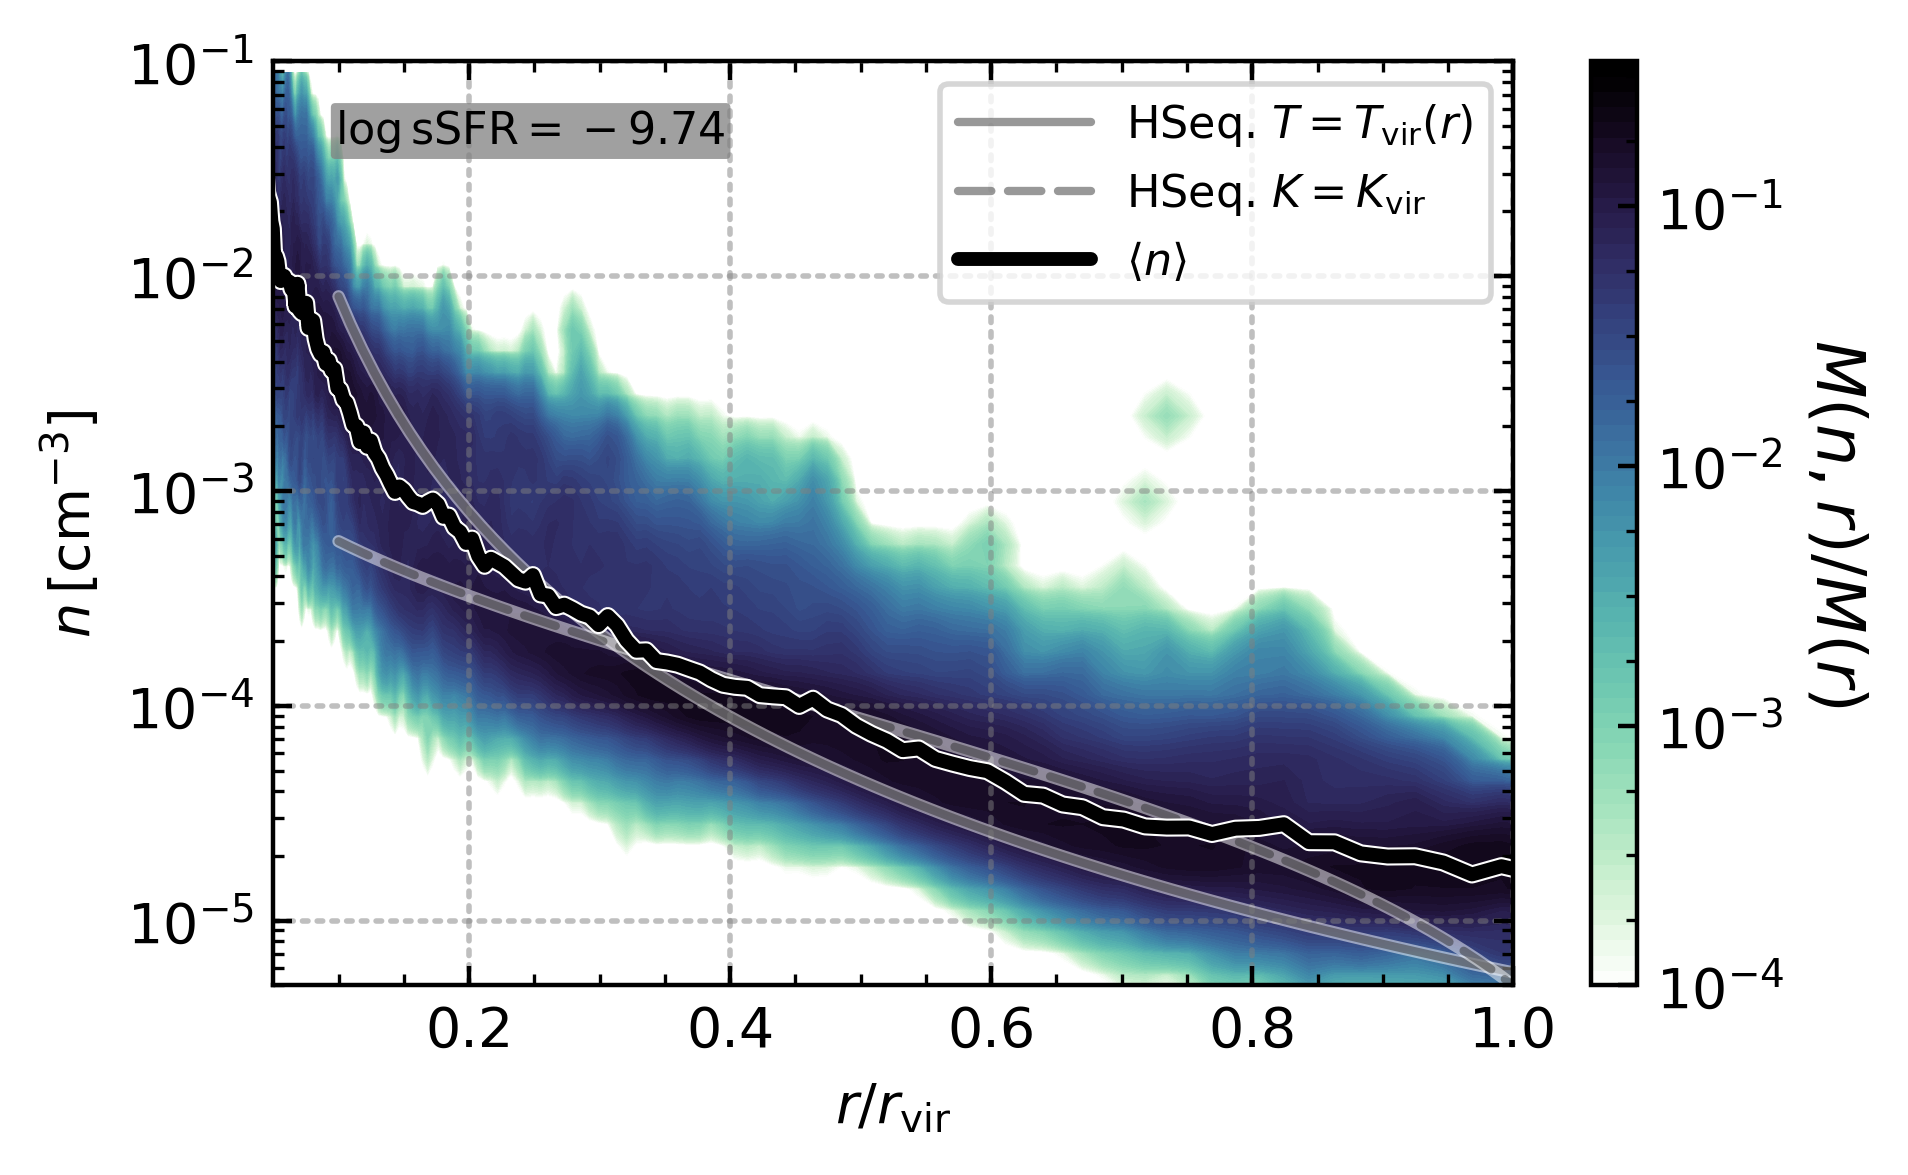 log sSFR = −9.74
HSeq. T = T_vir(r)
HSeq. K = K_vir
⟨n⟩
10⁻¹
10⁻²
10⁻³
10⁻⁴
10⁻⁵
n [cm⁻³]
0.2 0.4 0.6 0.8 1.0
r/r_vir
10⁻¹
10⁻²
10⁻³
10⁻⁴
M(n, r)/M(r)